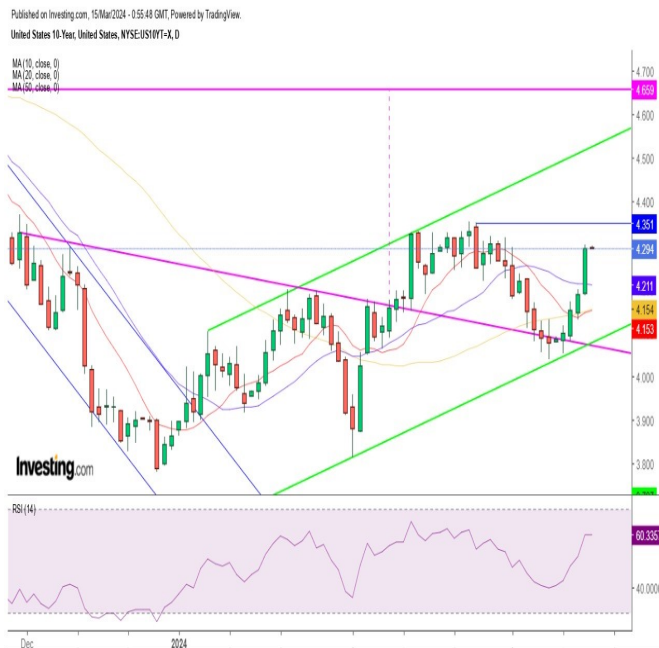 Published on Investing.com, 15/Mar/2024 - 0:55:48 GMT, Powered by TradingView.
United States 10-Year, United States, NYSE:US10YT=X, D
MA (10, close, 0)
MA (20, close, 0)
MA (50, close, 0)
4.700
4.659
4.600
4.500
4.400
4.351
4.294
4.211
4.154
4.153
4.000
3.900
3.800
Investing.com
RSI (14)
60.335
40.0000
Dec
2024